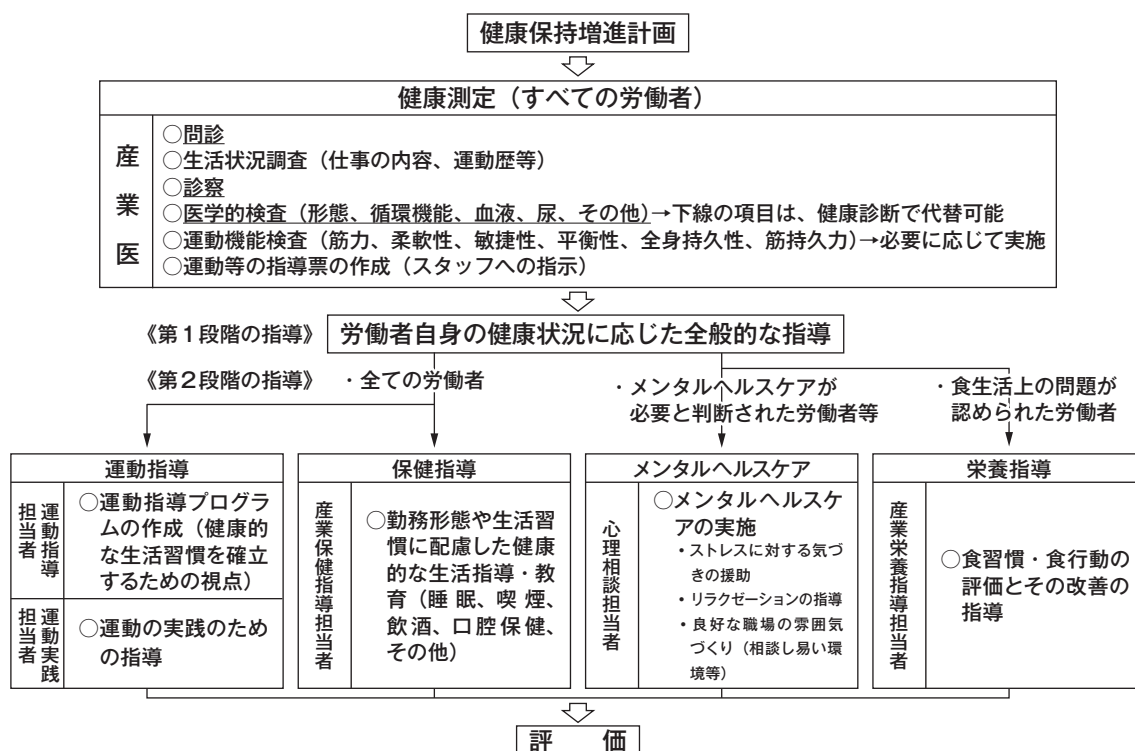 健康保持増進計画
健康測定（すべての労働者）
産業医
○問診
○生活状況調査（仕事の内容、運動歴等）
○診察
○医学的検査（形態、循環機能、血液、尿、その他）→下線の項目は、健康診断で代替可能
○運動機能検査（筋力、柔軟性、敏捷性、平衡性、全身持久性、筋持久力）→必要に応じて実施
○運動等の指導票の作成（スタッフへの指示）
《第１段階の指導》
労働者自身の健康状況に応じた全般的な指導
《第２段階の指導》
・全ての労働者
・メンタルヘルスケアが
必要と判断された労働者等
・食生活上の問題が
認められた労働者
運動指導
運動指導
担当者
○運動指導プログラ
ムの作成（健康的
な生活習慣を確立
するための視点）
運動実践
担当者
○運動の実践のため
の指導
保健指導
産業保健指導担当者
○勤務形態や生活習
慣に配慮した健康
的な生活指導・教
育（睡眠、喫煙、
飲酒、口腔保健、
その他）
メンタルヘルスケア
心理相談担当者
○メンタルヘルスケ
アの実施
・ストレスに対する気づ
きの援助
・リラクゼーションの指導
・良好な職場の雰囲気
づくり（相談し易い環
境等）
栄養指導
産業栄養指導担当者
○食習慣・食行動の
評価とその改善の
指導
評　　価